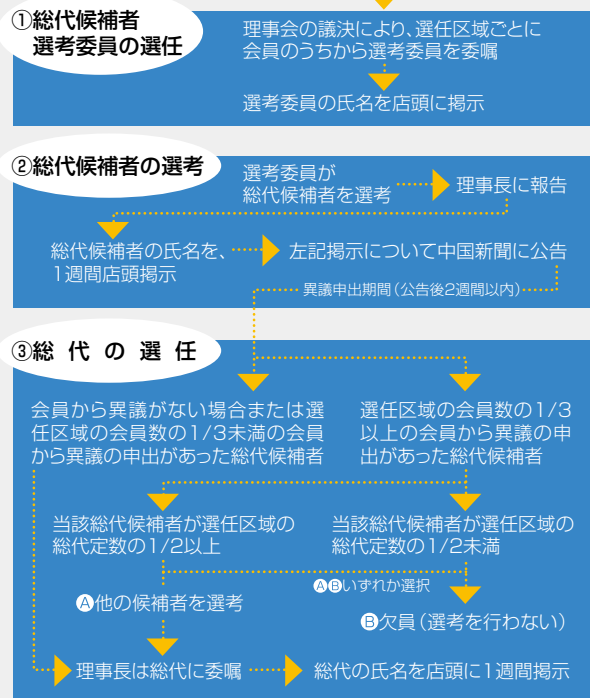 ①総代候補者
選考委員の選任
理事会の議決により、選任区域ごとに
会員のうちから選考委員を委嘱
選考委員の氏名を店頭に掲示
②総代候補者の選考
選考委員が
総代候補者を選考
理事長に報告
総代候補者の氏名を、
1週間店頭掲示
左記掲示について中国新聞に公告
異議申出期間(公告後2週間以内)
③総代の選任
会員から異議がない場合または選
任区域の会員数の1/3未満の会員
から異議の申出があった総代候補者
選任区域の会員数の1/3
以上の会員から異議の申
出があった総代候補者
当該総代候補者が選任区域の
総代定数の1/2以上
当該総代候補者が選任区域の
総代定数の1/2未満
ⒶⒷいずれか選択
Ⓐ他の候補者を選考
Ⓑ欠員(選考を行わない)
理事長は総代に委嘱
総代の氏名を店頭に1週間掲示